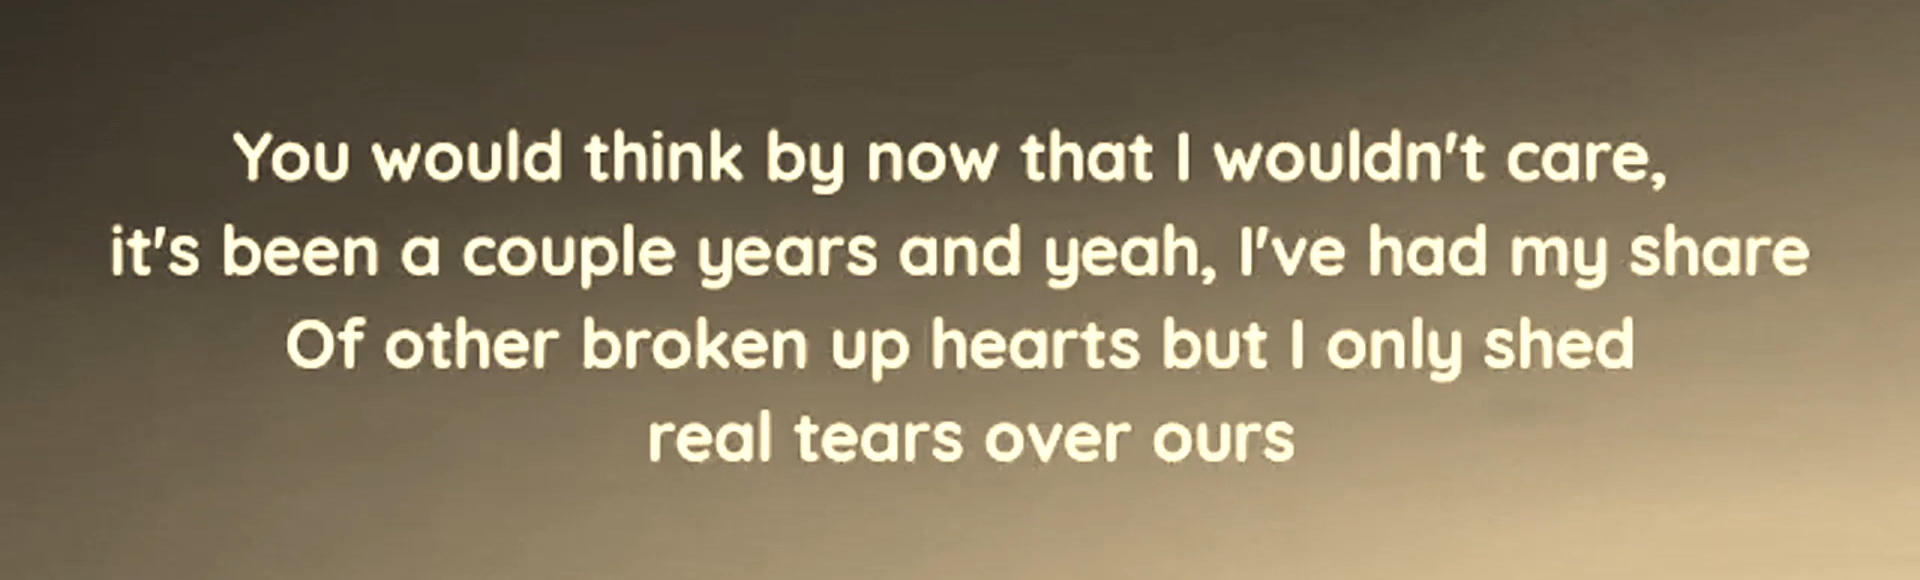 You would think by now that I wouldn't care,
it's been a couple years and yeah, I've had my share
Of other broken up hearts but I only shed
real tears over ours